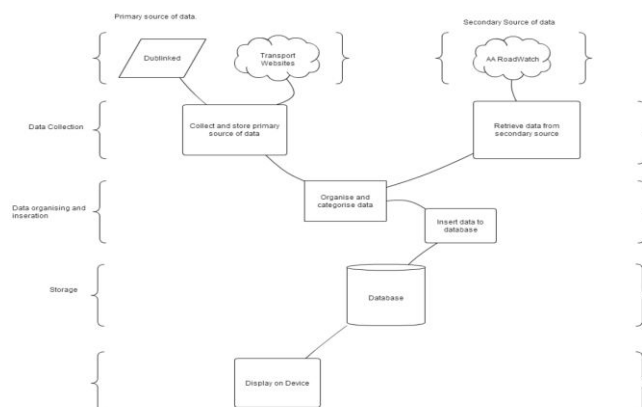 Primary source of data.
Secondary Source of data
Dublinked
Transport
Websites
AA RoadWatch
Data Collection
Collect and store primary
source of data
Retrieve data from
secondary source
Data organising and
inseration
Organise and
categorise data
Insert data to
database
Storage
Database
Display on Device